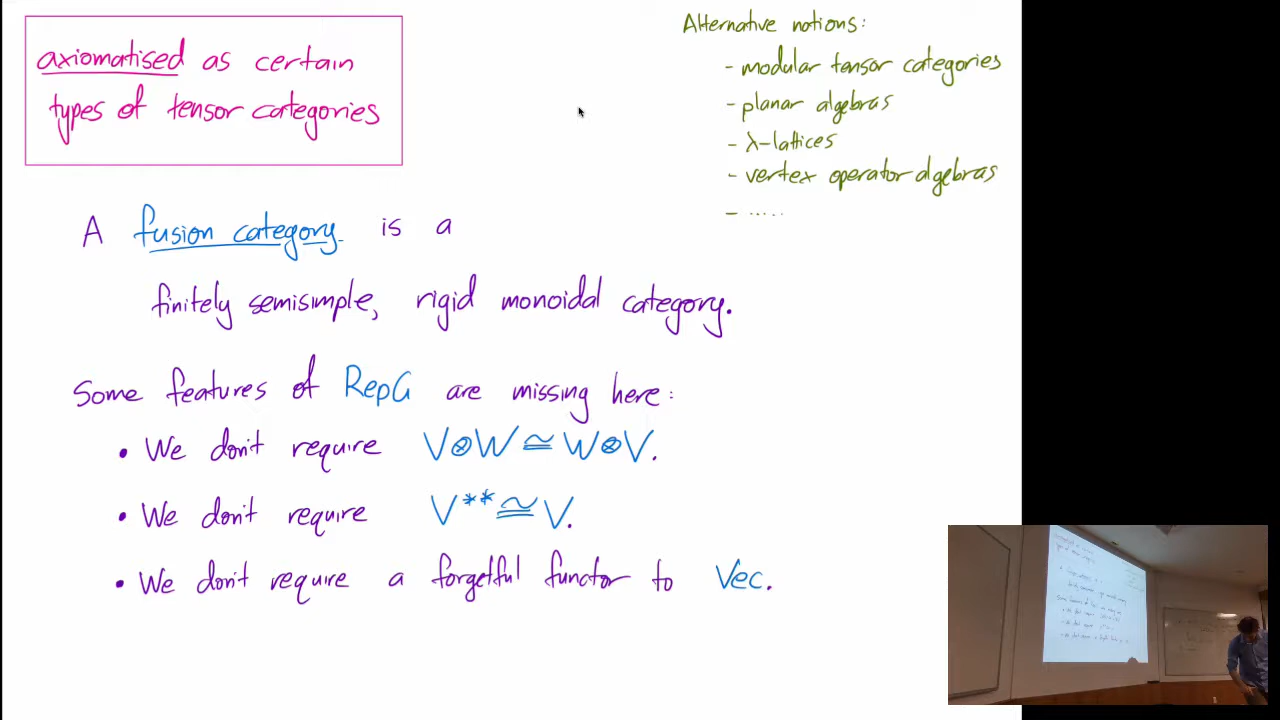 axiomatised as certain
types of tensor categories
Alternative notions:
- modular tensor categories
- planar algebras
- λ-lattices
- vertex operator algebras
- .....
A fusion category is a
finitely semisimple, rigid monoidal category.
Some features of RepG are missing here:
• We don't require V⊗W≅W⊗V.
• We don't require V**≅V.
• We don't require a forgetful functor to Vec.